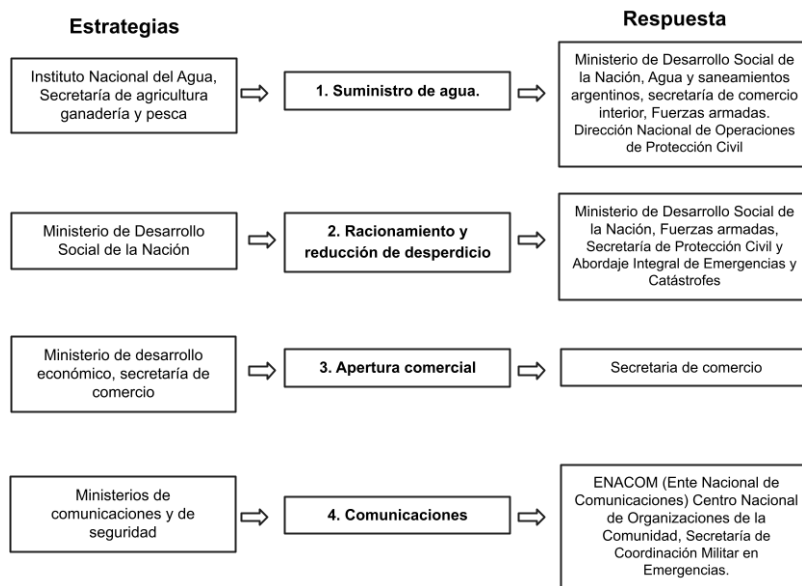 Estrategias
Respuesta
Instituto Nacional del Agua,
Secretaría de agricultura
ganadería y pesca
1. Suministro de agua.
Ministerio de Desarrollo Social de
la Nación, Agua y saneamientos
argentinos, secretaría de comercio
interior, Fuerzas armadas.
Dirección Nacional de Operaciones
de Protección Civil
Ministerio de Desarrollo
Social de la Nación
2. Racionamiento y
reducción de desperdicio
Ministerio de Desarrollo Social de
la Nación, Fuerzas armadas,
Secretaría de Protección Civil y
Abordaje Integral de Emergencias y
Catástrofes
Ministerio de desarrollo
económico, secretaría de
comercio
3. Apertura comercial
Secretaria de comercio
Ministerios de
comunicaciones y de
seguridad
4. Comunicaciones
ENACOM (Ente Nacional de
Comunicaciones) Centro Nacional
de Organizaciones de la
Comunidad, Secretaría de
Coordinación Militar en
Emergencias.